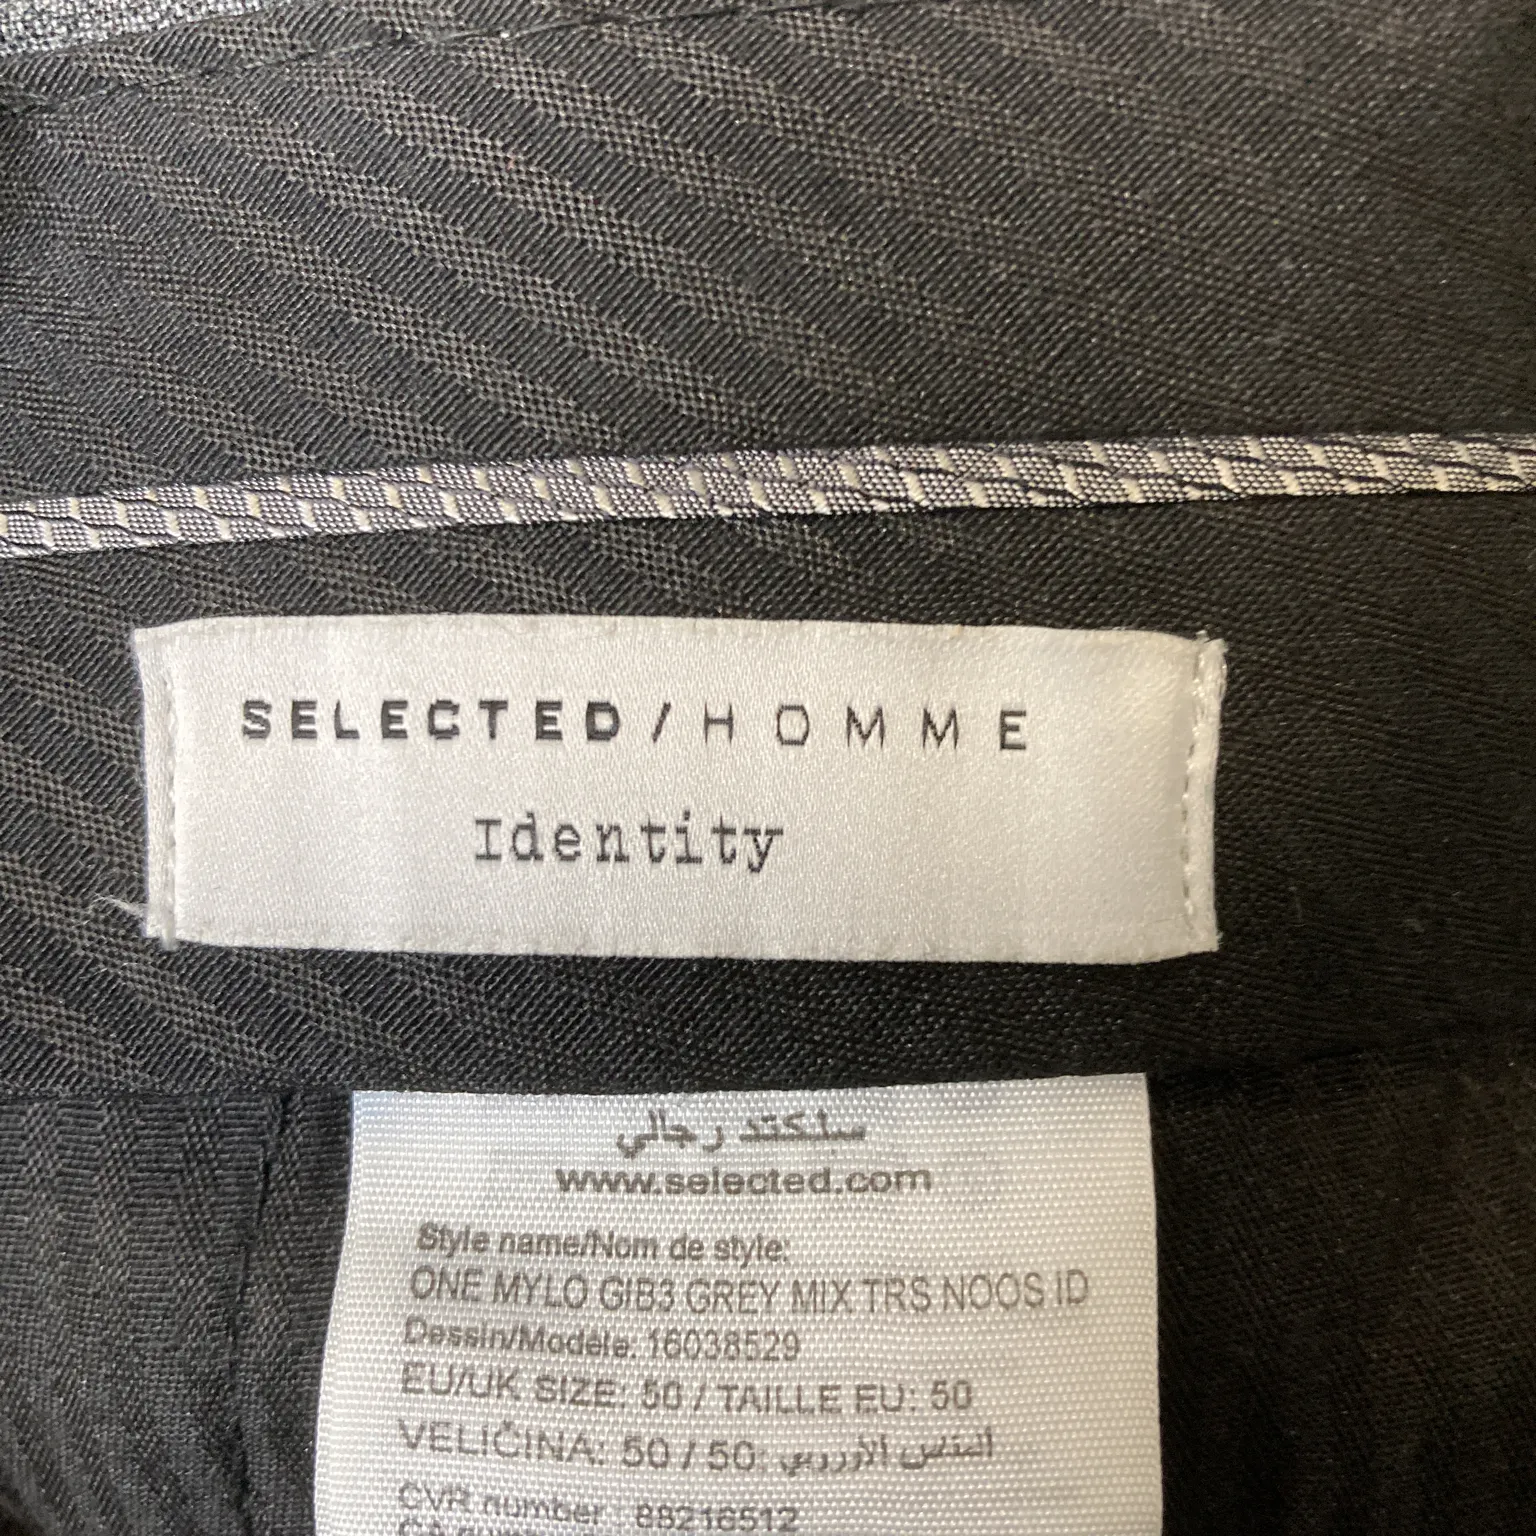 SELECTED/HOMME
Identity
سلكتد رجالي
www.selected.com
Style name/Nom de style:
ONE MYLO GIB3 GREY MIX TRS NOOS ID
Dessin/Modèle: 16038529
EU/UK SIZE: 50 / TAILLE EU: 50
VELIČINA: 50 / 50: المقاس الأوروبي
CVR number : 88216512